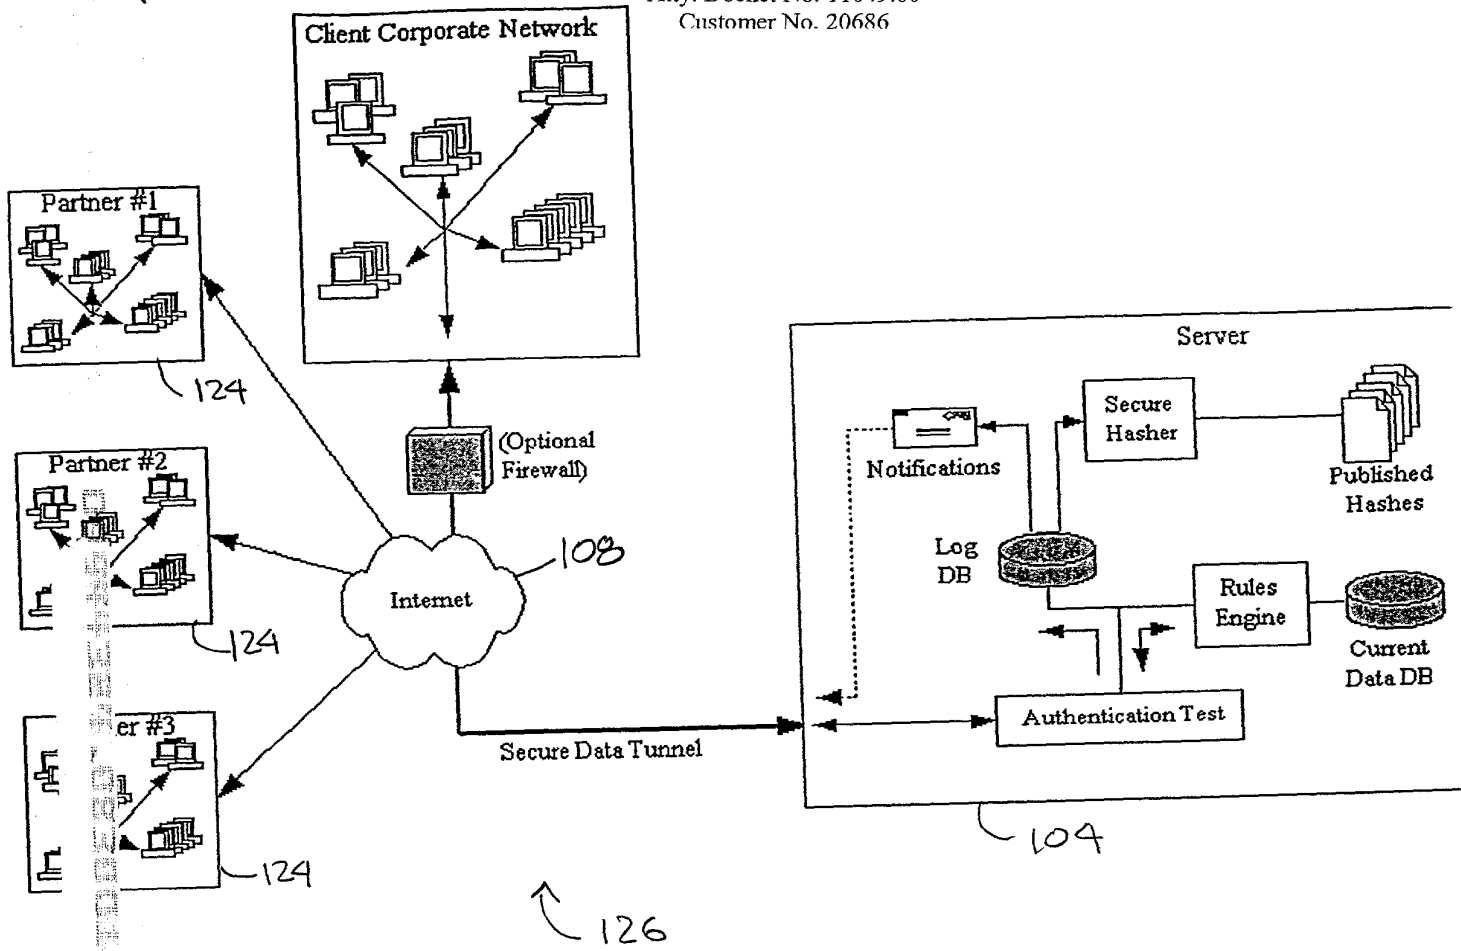 Customer No. 20686
Client Corporate Network
Partner #1
124
(Optional
Firewall)
Partner #2
124
Internet
108
er #3
124
Secure Data Tunnel
Server
Notifications
Secure
Hasher
Published
Hashes
Log
DB
Rules
Engine
Current
Data DB
Authentication Test
104
126